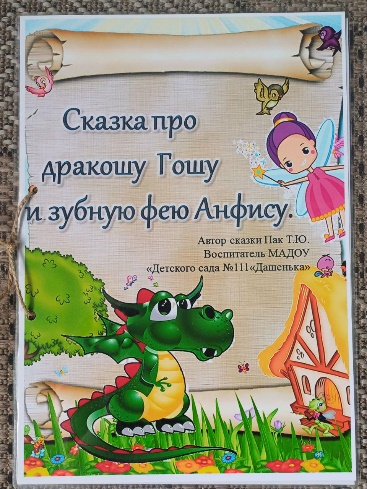 Сказка про
дракошу Гошу
и зубную фею Анфису.
Автор сказки Пак Т.Ю.
Воспитатель МАДОУ
«Детского сада №111«Дашенька»